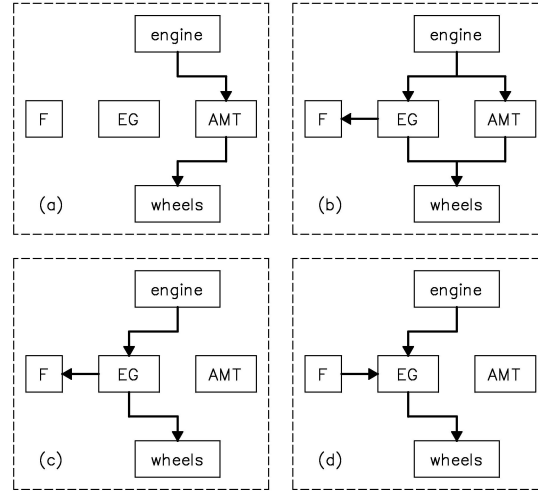 engine
F
EG
AMT
(a)
wheels
engine
F
EG
AMT
(b)
wheels
engine
F
EG
AMT
(c)
wheels
engine
F
EG
AMT
(d)
wheels